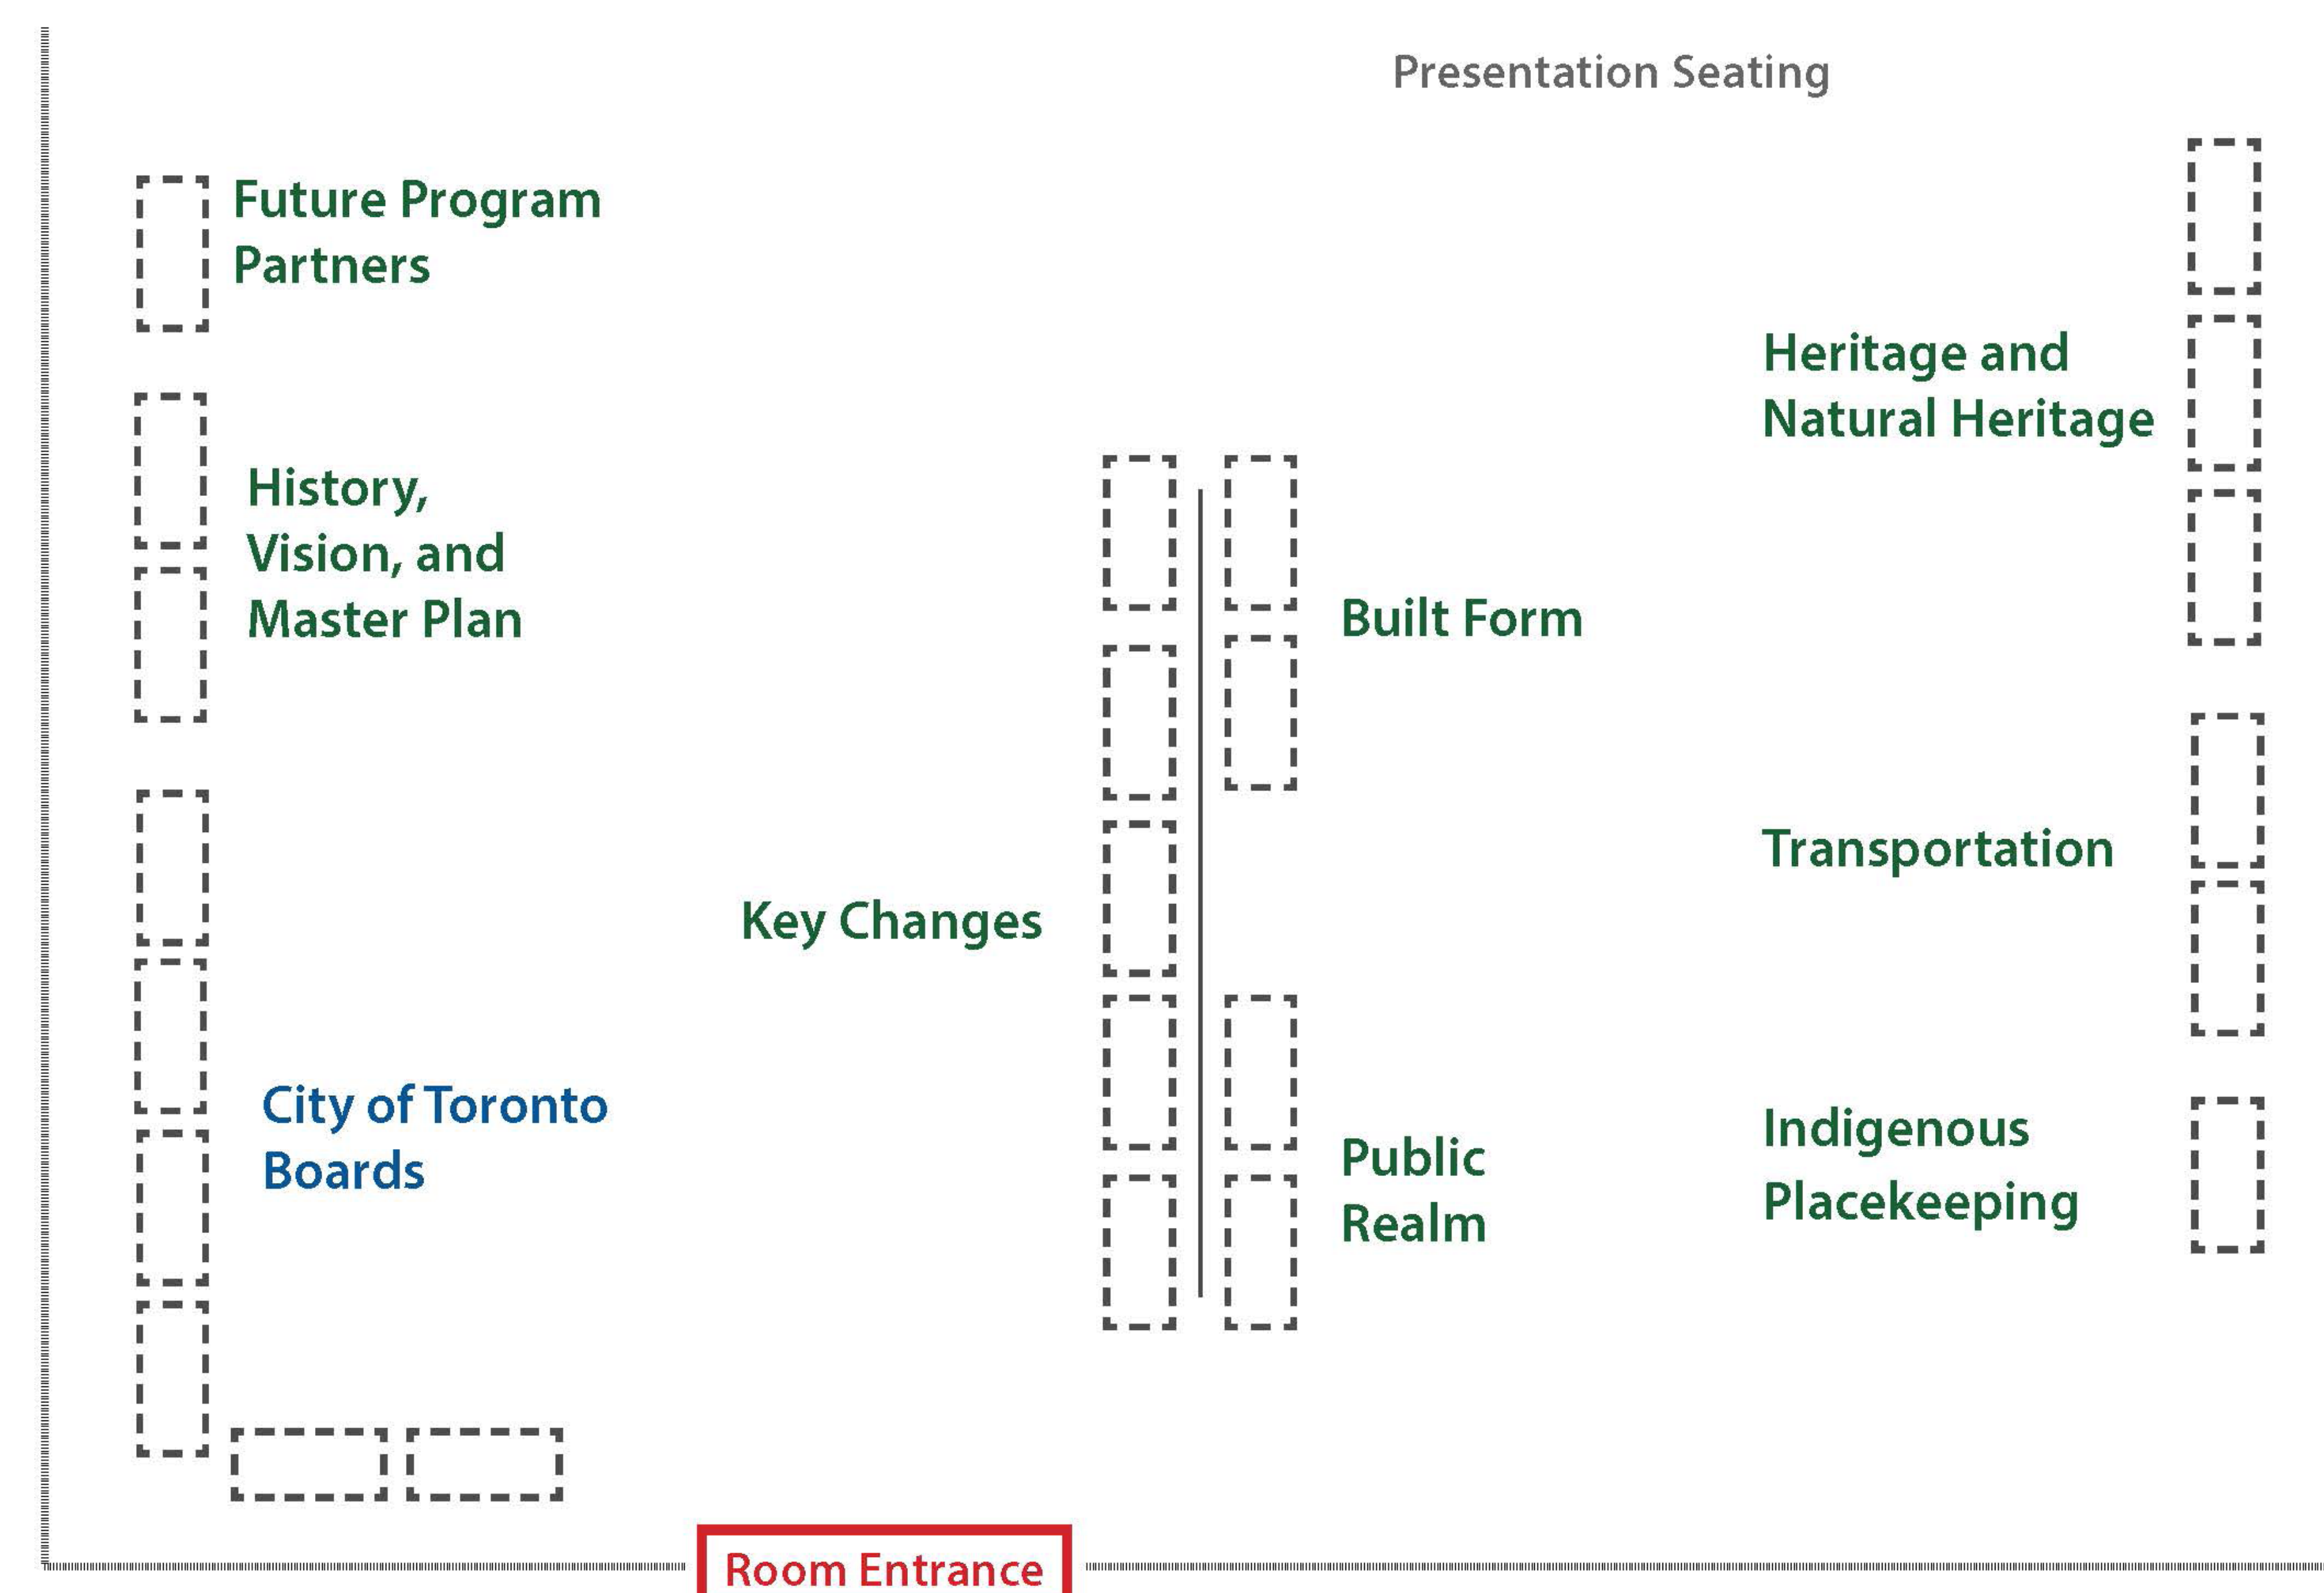 Presentation Seating
Future Program
Partners
History,
Vision, and
Master Plan
City of Toronto
Boards
Key Changes
Built Form
Public
Realm
Heritage and
Natural Heritage
Transportation
Indigenous
Placekeeping
Room Entrance